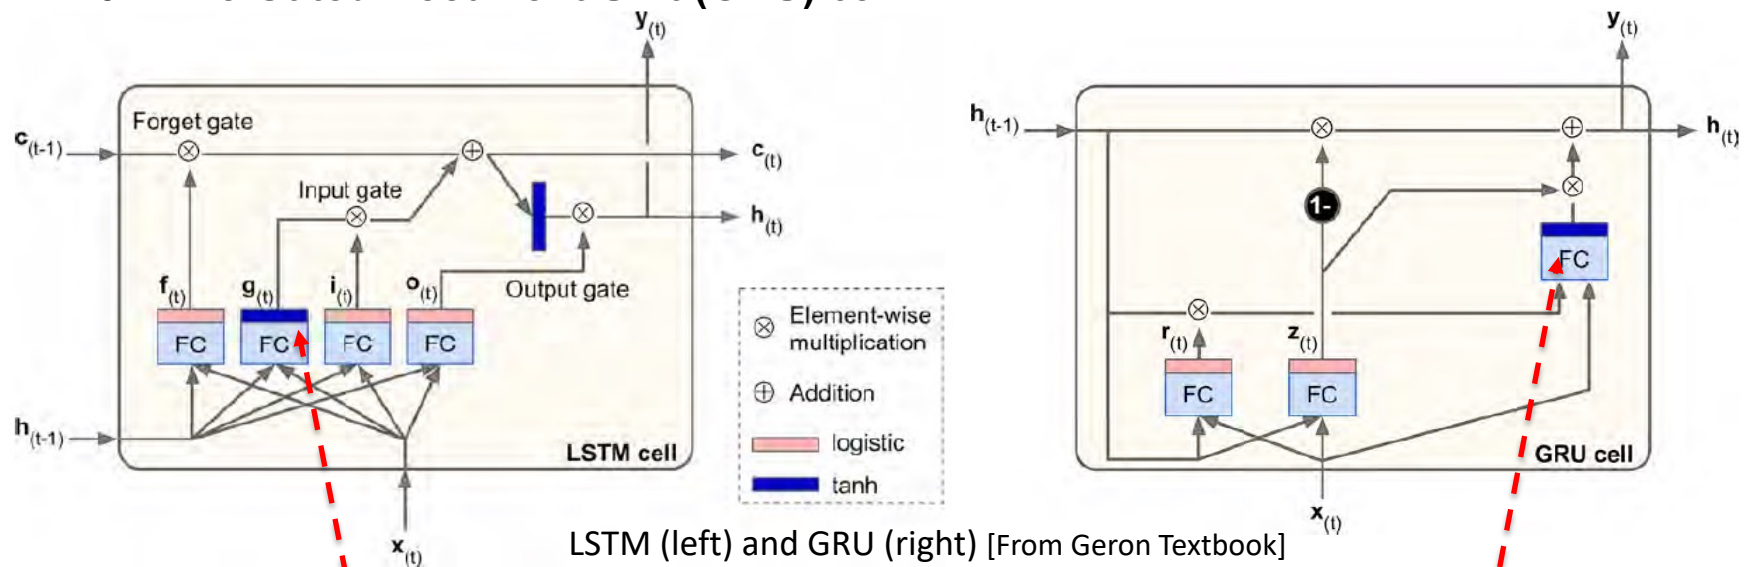 y(t)
Forget gate
c(t-1)
c(t)
Input gate
h(t)
f(t) g(t) i(t) o(t)
Output gate
FC FC FC FC
h(t-1)
LSTM cell
x(t)
Element-wise
multiplication
Addition
logistic
tanh
y(t)
h(t-1)
h(t)
1-
FC
r(t) z(t)
FC FC
GRU cell
x(t)
LSTM (left) and GRU (right) [From Geron Textbook]